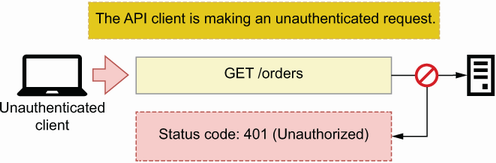 The API client is making an unauthenticated request.
GET /orders
Unauthenticated
client
Status code: 401 (Unauthorized)